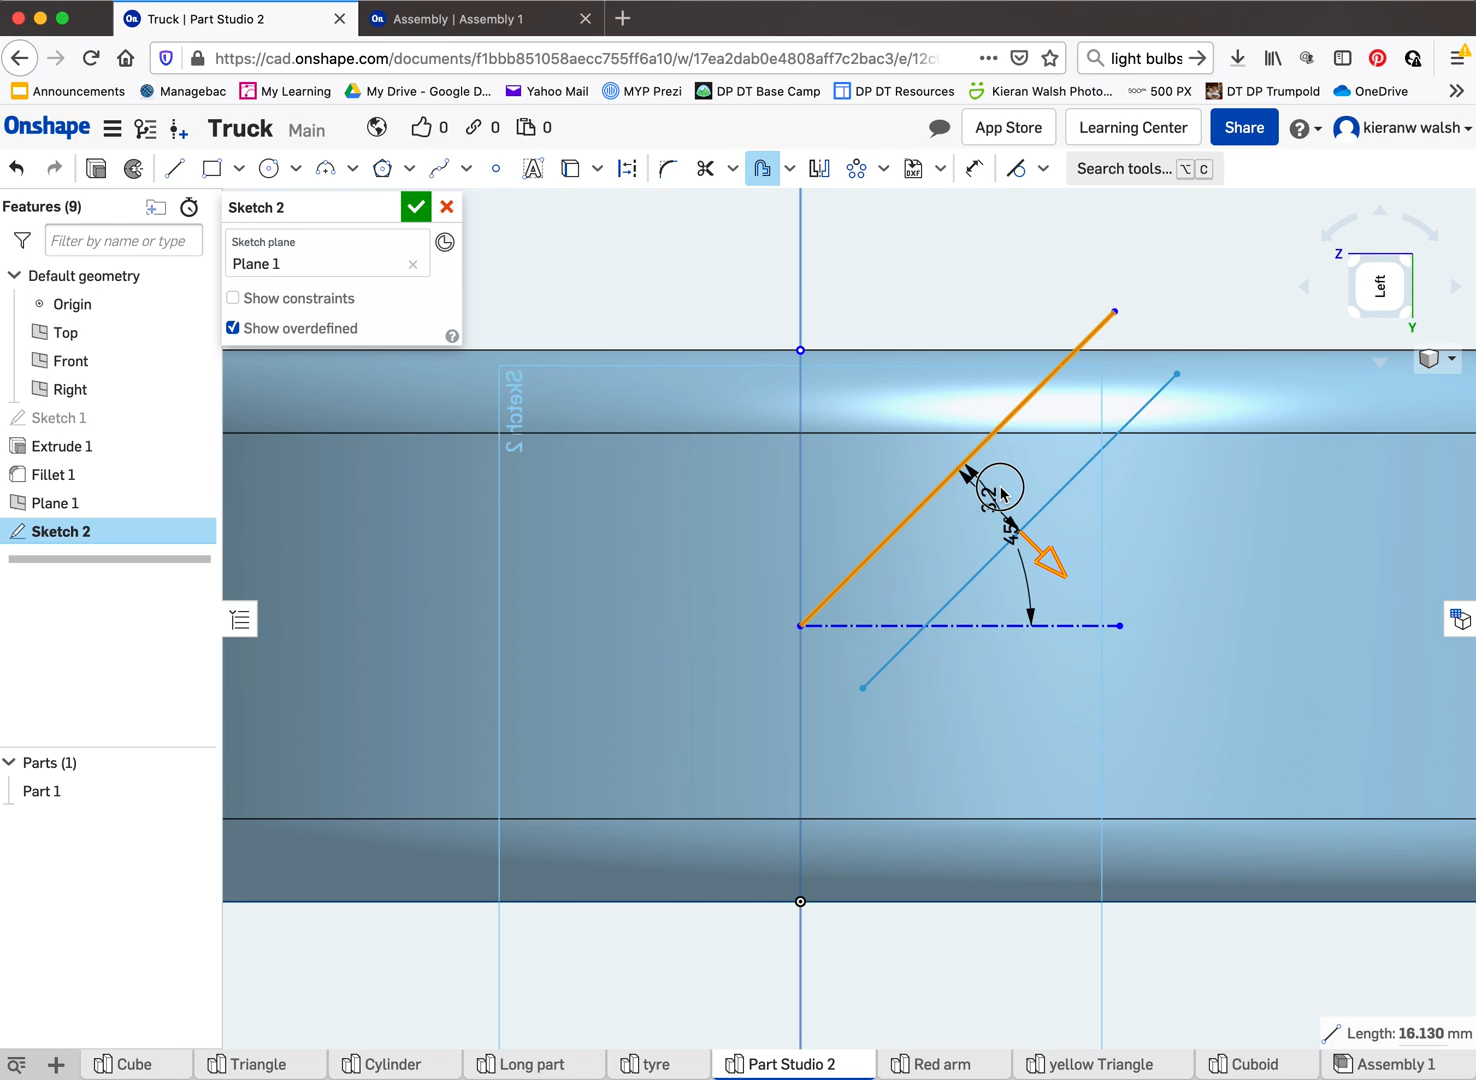 Truck | Part Studio 2
Assembly | Assembly 1
https://cad.onshape.com/documents/f1bbb851058aecc755ff6a10/w/17ea2dab0e4808aff7c2bac3/e/12c
light bulbs
Announcements
Managebac
My Learning
My Drive - Google D...
Yahoo Mail
MYP Prezi
DP DT Base Camp
DP DT Resources
Kieran Walsh Photo...
500 PX
DT DP Trumpold
OneDrive
Onshape
Truck
Main
0
0
0
App Store
Learning Center
Share
kieranw walsh
Search tools...
⌥
C
Features (9)
Filter by name or type
Default geometry
Origin
Top
Front
Right
Sketch 1
Extrude 1
Fillet 1
Plane 1
Sketch 2
Parts (1)
Part 1
Sketch 2
Sketch plane
Plane 1
Show constraints
Show overdefined
Sketch 2
45°
Z
Left
Y
Length: 16.130 mm
Cube
Triangle
Cylinder
Long part
tyre
Part Studio 2
Red arm
yellow Triangle
Cuboid
Assembly 1